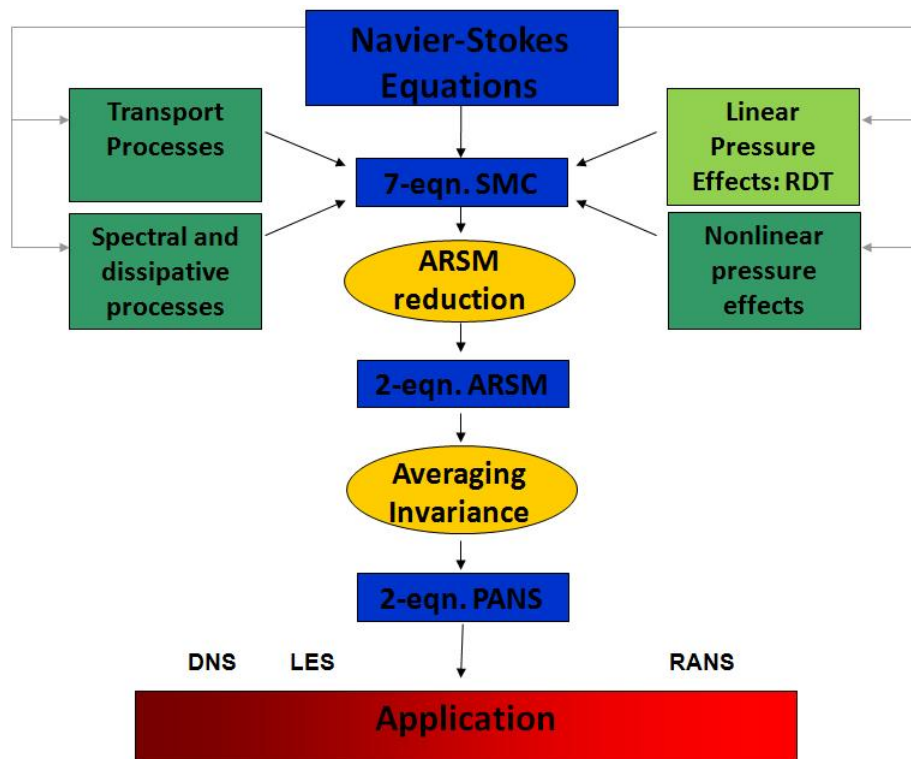 Navier-Stokes
Equations
Transport
Processes
Linear
Pressure
Effects: RDT
7-eqn. SMC
Spectral and
dissipative
processes
Nonlinear
pressure
effects
ARSM
reduction
2-eqn. ARSM
Averaging
Invariance
2-eqn. PANS
DNS
LES
RANS
Application